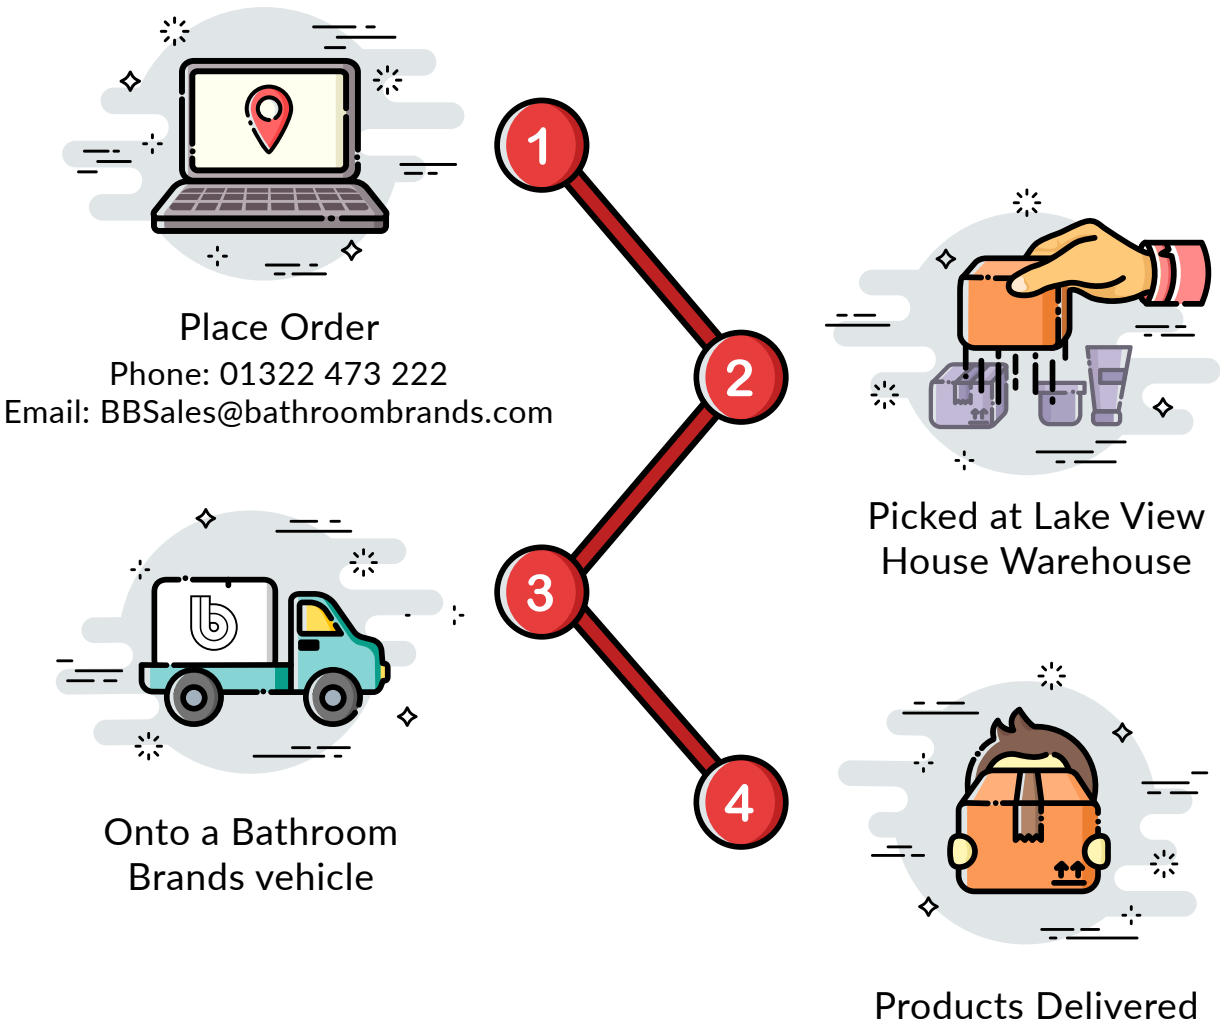 1
Place Order
Phone: 01322 473 222
Email: BBSales@bathroombrands.com
2
Picked at Lake View
House Warehouse
3
b
Onto a Bathroom
Brands vehicle
4
Products Delivered